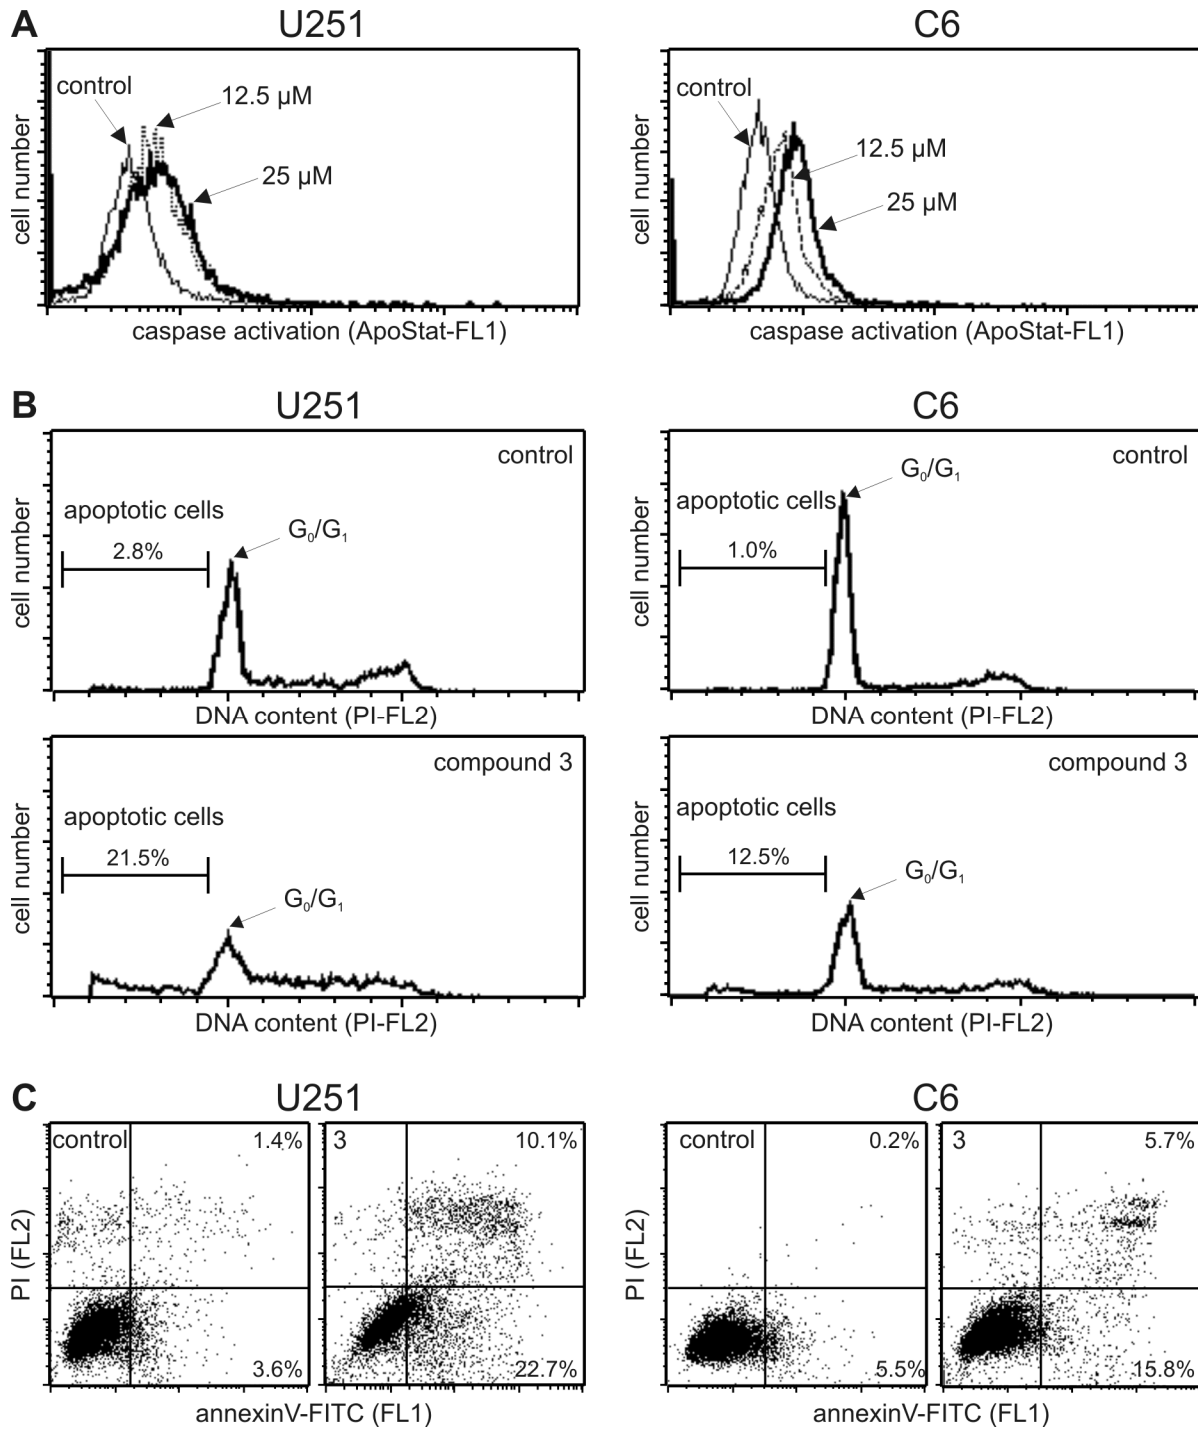 A
U251
C6
control
12.5 µM
25 µM
cell number
caspase activation (ApoStat-FL1)
control
12.5 µM
25 µM
cell number
caspase activation (ApoStat-FL1)
B
U251
C6
control
apoptotic cells
2.8%
G₀/G₁
cell number
DNA content (PI-FL2)
control
apoptotic cells
1.0%
G₀/G₁
cell number
DNA content (PI-FL2)
compound 3
apoptotic cells
21.5%
G₀/G₁
cell number
DNA content (PI-FL2)
compound 3
apoptotic cells
12.5%
G₀/G₁
cell number
DNA content (PI-FL2)
C
U251
C6
control
1.4%
3.6%
3
10.1%
22.7%
PI (FL2)
annexinV-FITC (FL1)
control
0.2%
5.5%
3
5.7%
15.8%
PI (FL2)
annexinV-FITC (FL1)